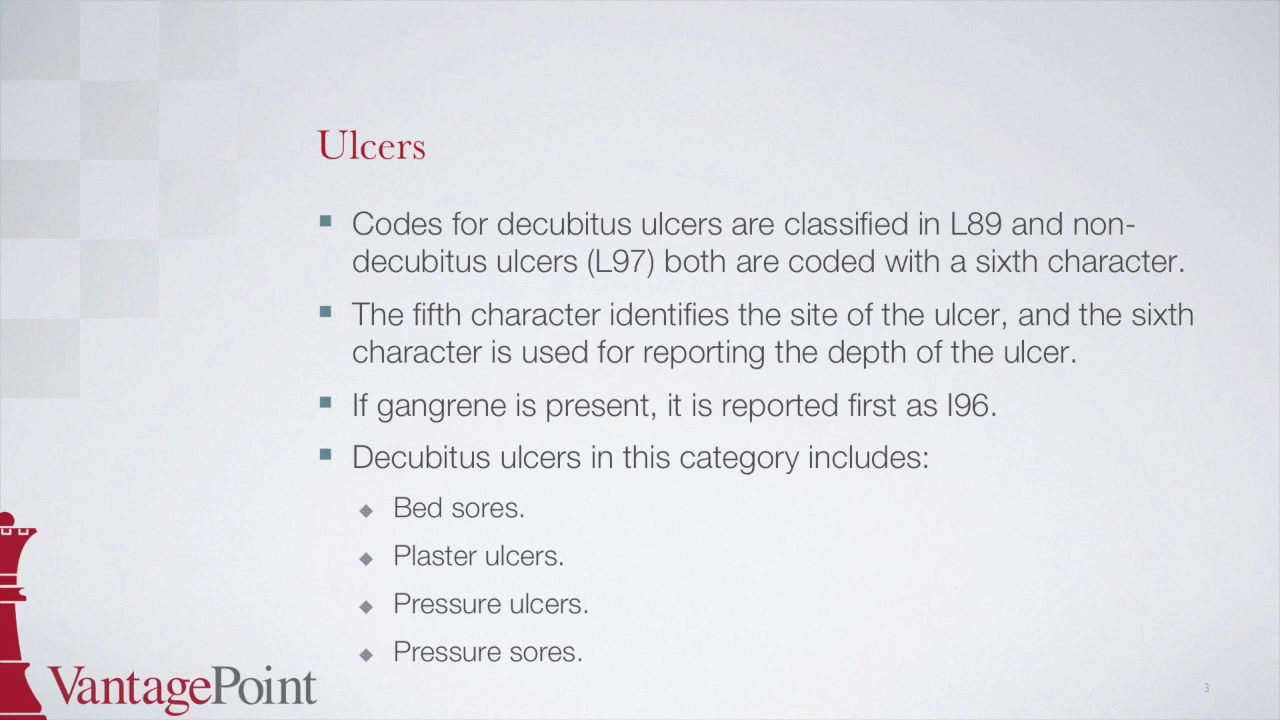 Ulcers
Codes for decubitus ulcers are classified in L89 and non-
decubitus ulcers (L97) both are coded with a sixth character.
The fifth character identifies the site of the ulcer, and the sixth
character is used for reporting the depth of the ulcer.
If gangrene is present, it is reported first as I96.
Decubitus ulcers in this category includes:
Bed sores.
Plaster ulcers.
Pressure ulcers.
Pressure sores.
VantagePoint
3